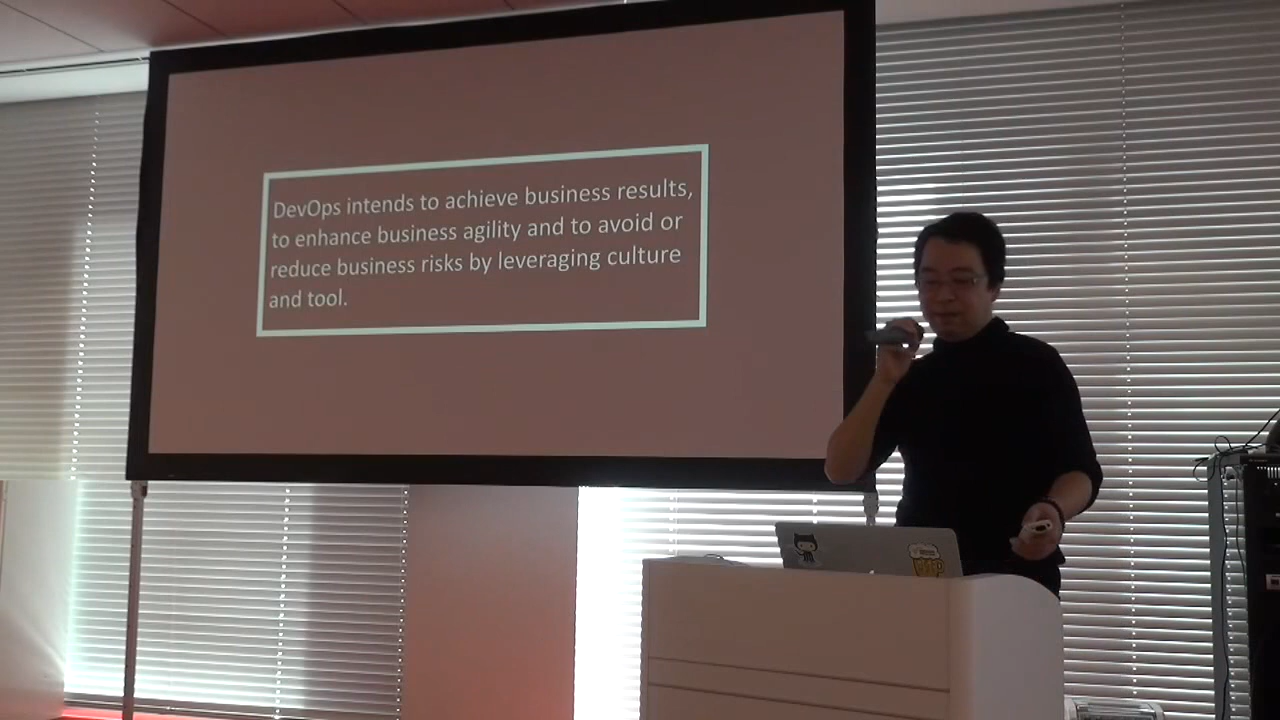 DevOps intends to achieve business results,
to enhance business agility and to avoid or
reduce business risks by leveraging culture
and tool.